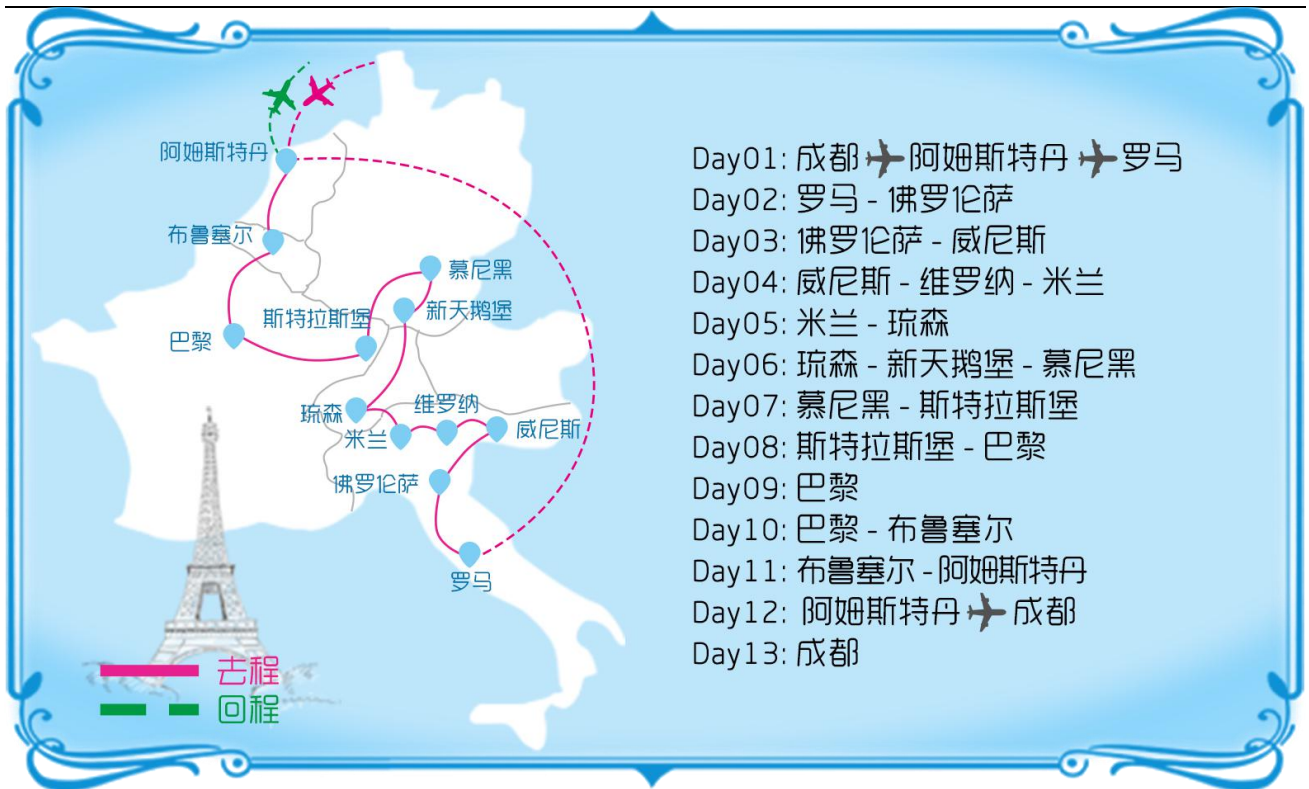 阿姆斯特丹
布鲁塞尔
慕尼黑
新天鹅堡
斯特拉斯堡
巴黎
琉森
维罗纳
米兰
威尼斯
佛罗伦萨
罗马
去程
回程
Day01: 成都 阿姆斯特丹 罗马
Day02: 罗马 - 佛罗伦萨
Day03: 佛罗伦萨 - 威尼斯
Day04: 威尼斯 - 维罗纳 - 米兰
Day05: 米兰 - 琉森
Day06: 琉森 - 新天鹅堡 - 慕尼黑
Day07: 慕尼黑 - 斯特拉斯堡
Day08: 斯特拉斯堡 - 巴黎
Day09: 巴黎
Day10: 巴黎 - 布鲁塞尔
Day11: 布鲁塞尔 - 阿姆斯特丹
Day12: 阿姆斯特丹 成都
Day13: 成都